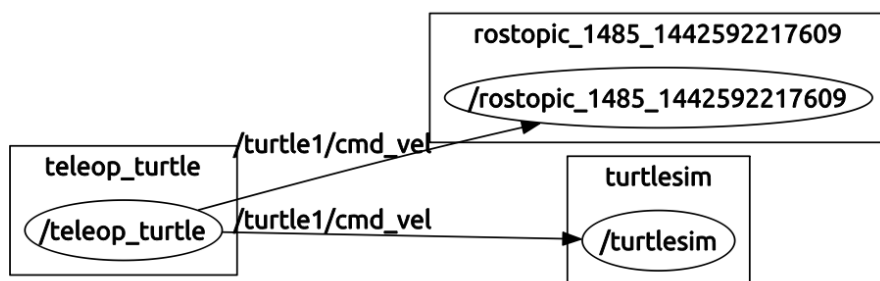 rostopic_1485_1442592217609
/rostopic_1485_1442592217609
/turtle1/cmd_vel
teleop_turtle
/teleop_turtle
/turtle1/cmd_vel
turtlesim
/turtlesim